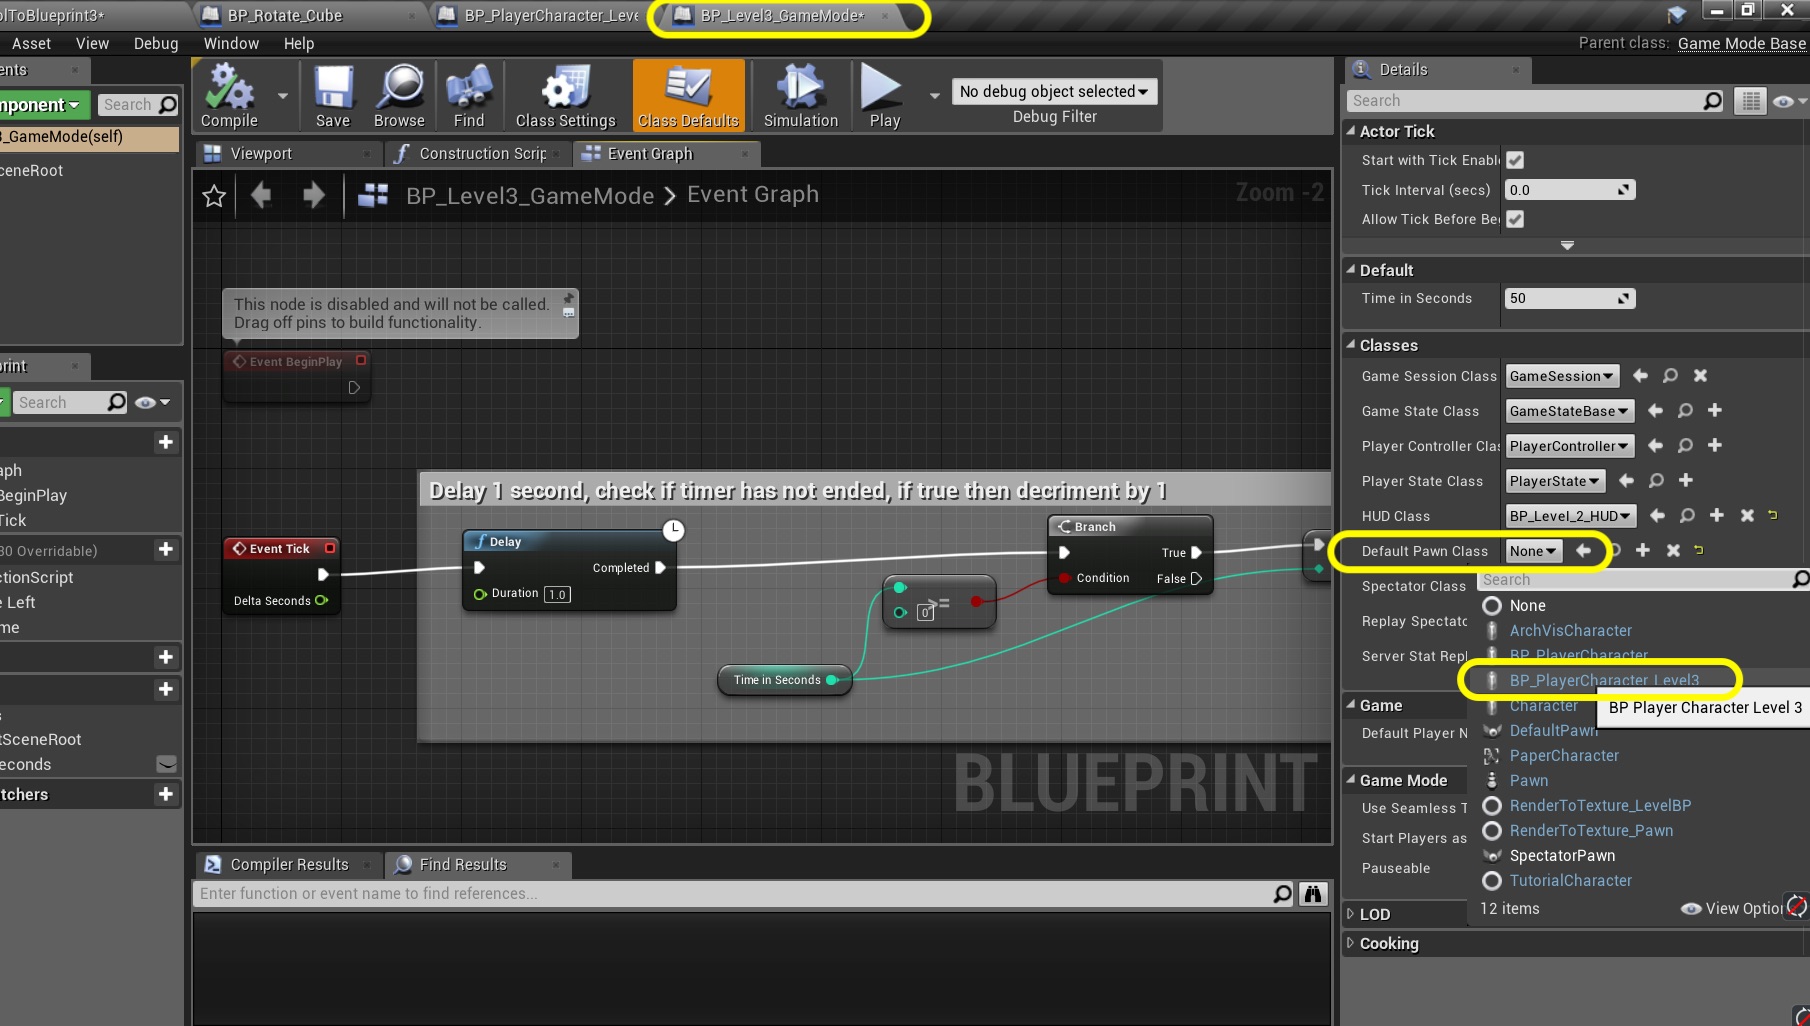 olToBlueprint3*
BP_Rotate_Cube
BP_PlayerCharacter_Leve
BP_Level3_GameMode*
Asset View Debug Window Help
Parent class: Game Mode Base
ents
mponent
Search
3_GameMode(self)
ceneRoot
Compile
Save
Browse
Find
Class Settings
Class Defaults
Simulation
Play
No debug object selected
Debug Filter
Viewport
Construction Scrip
Event Graph
BP_Level3_GameMode > Event Graph
Zoom -2
This node is disabled and will not be called.
Drag off pins to build functionality.
Event BeginPlay
Delay 1 second, check if timer has not ended, if true then decriment by 1
Event Tick
Delta Seconds
Delay
Completed
Duration 1.0
>=
0
Time in Seconds
Branch
True
Condition
False
BLUEPRINT
rint
Search
aph
BeginPlay
Tick
30 Overridable)
ctionScript
e Left
me
s
tSceneRoot
econds
tchers
Compiler Results
Find Results
Enter function or event name to find references...
Details
Search
Actor Tick
Start with Tick Enabl
Tick Interval (secs) 0.0
Allow Tick Before Be
Default
Time in Seconds 50
Classes
Game Session Class GameSession
Game State Class GameStateBase
Player Controller Clas PlayerController
Player State Class PlayerState
HUD Class BP_Level_2_HUD
Default Pawn Class None
Spectator Class
Replay Spectato
Server Stat Repl
Game
Default Player N
Game Mode
Use Seamless T
Start Players as
Pauseable
LOD
Cooking
Search
None
ArchVisCharacter
BP_PlayerCharacter
BP_PlayerCharacter_Level3
Character
BP Player Character Level 3
DefaultPawn
PaperCharacter
Pawn
RenderToTexture_LevelBP
RenderToTexture_Pawn
SpectatorPawn
TutorialCharacter
12 items
View Optio